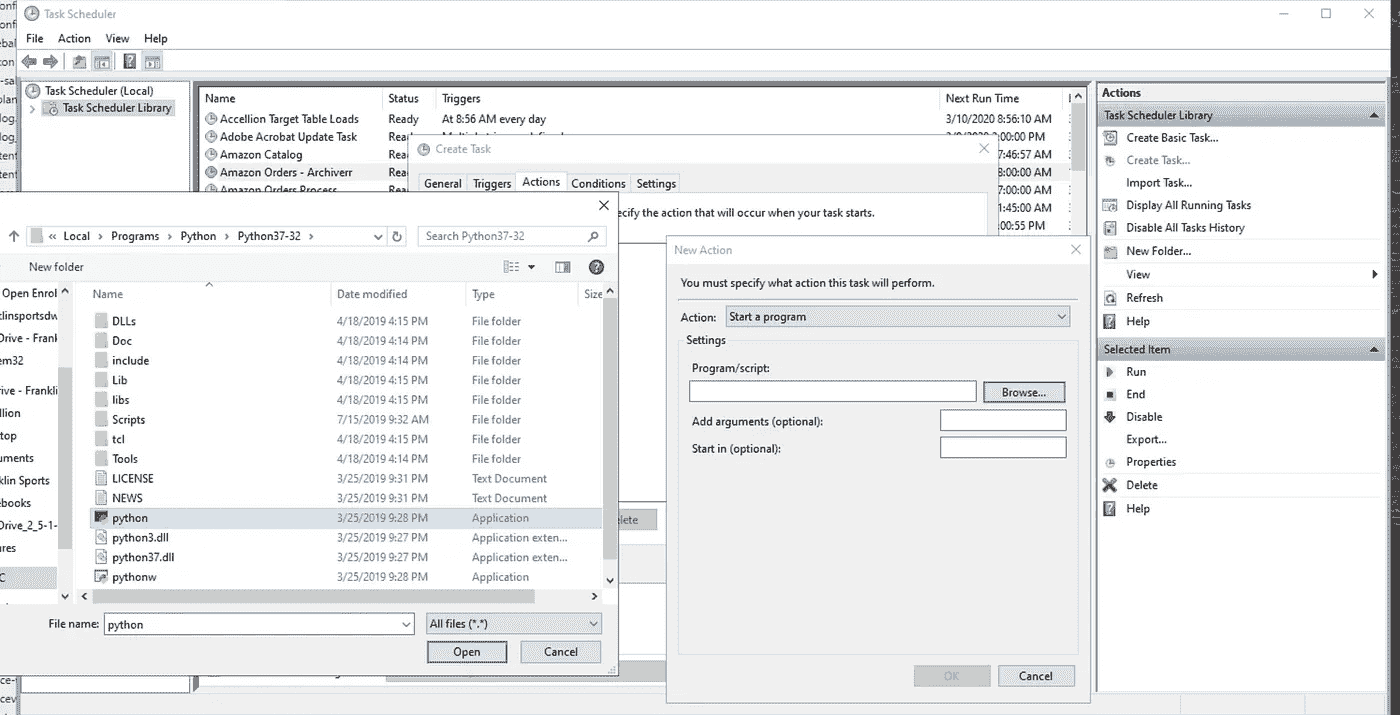 Task Scheduler
File Action View Help
Task Scheduler (Local)
Task Scheduler Library
Name Status Triggers Next Run Time
Accellion Target Table Loads Ready At 8:56 AM every day 3/10/2020 8:56:10 AM
Adobe Acrobat Update Task Ready
Amazon Catalog
Amazon Orders - Archiverr
Amazon Orders Process
:00:00 PM
7:46:57 AM
8:00:00 AM
7:00:00 AM
1:45:00 AM
:00:55 PM
Create Task
General Triggers Actions Conditions Settings
ecify the action that will occur when your task starts.
elete
« Local > Programs > Python > Python37-32 >
Search Python37-32
New folder
Open Enrol
tlinsportsdw
Drive - Frank
em32
rive - Frankli
llion
top
uments
klin Sports
ebooks
Drive_2_5-1-
ures
C
Name Date modified Type Size
DLLs 4/18/2019 4:15 PM File folder
Doc 4/18/2019 4:14 PM File folder
include 4/18/2019 4:14 PM File folder
Lib 4/18/2019 4:15 PM File folder
libs 4/18/2019 4:15 PM File folder
Scripts 7/15/2019 9:32 AM File folder
tcl 4/18/2019 4:15 PM File folder
Tools 4/18/2019 4:14 PM File folder
LICENSE 3/25/2019 9:31 PM Text Document
NEWS 3/25/2019 9:31 PM Text Document
python 3/25/2019 9:28 PM Application
python3.dll 3/25/2019 9:27 PM Application exten...
python37.dll 3/25/2019 9:27 PM Application exten...
pythonw 3/25/2019 9:28 PM Application
File name: python All files (*.*)
Open Cancel
New Action
You must specify what action this task will perform.
Action: Start a program
Settings
Program/script:
Browse...
Add arguments (optional):
Start in (optional):
OK Cancel
Actions
Task Scheduler Library
Create Basic Task...
Create Task...
Import Task...
Display All Running Tasks
Disable All Tasks History
New Folder...
View
Refresh
Help
Selected Item
Run
End
Disable
Export...
Properties
Delete
Help